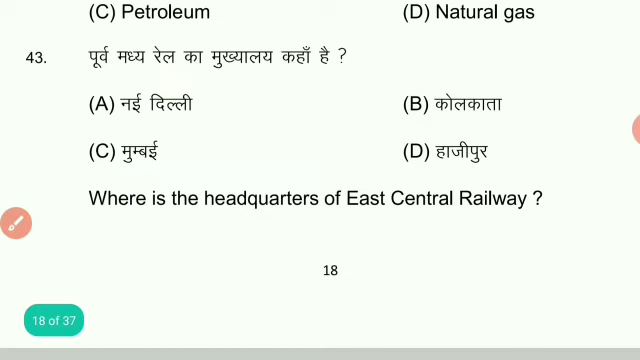 (C) Petroleum (D) Natural gas
43. पूर्व मध्य रेल का मुख्यालय कहाँ है ?
(A) नई दिल्ली (B) कोलकाता
(C) मुम्बई (D) हाजीपुर
Where is the headquarters of East Central Railway ?
18
18 of 37